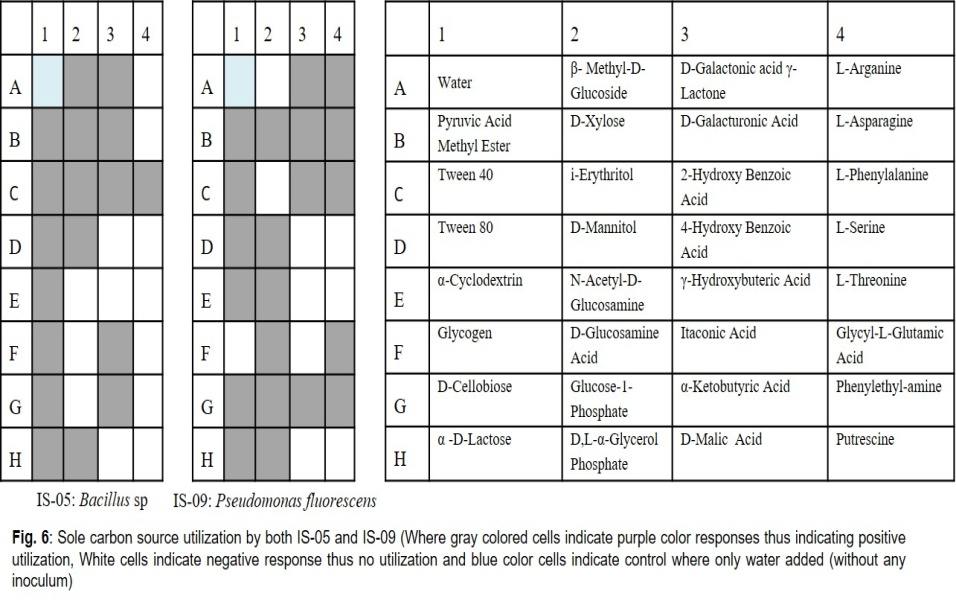 1 2 3 4
A
B
C
D
E
F
G
H
IS-05: Bacillus sp
1 2 3 4
A
B
C
D
E
F
G
H
IS-09: Pseudomonas fluorescens
1 2 3 4
A
Water
β- Methyl-D-
Glucoside
D-Galactonic acid γ-
Lactone
L-Arganine
B
Pyruvic Acid
Methyl Ester
D-Xylose
D-Galacturonic Acid
L-Asparagine
C
Tween 40
i-Erythritol
2-Hydroxy Benzoic
Acid
L-Phenylalanine
D
Tween 80
D-Mannitol
4-Hydroxy Benzoic
Acid
L-Serine
E
α-Cyclodextrin
N-Acetyl-D-
Glucosamine
γ-Hydroxybuteric Acid
L-Threonine
F
Glycogen
D-Glucosamine
Acid
Itaconic Acid
Glycyl-L-Glutamic
Acid
G
D-Cellobiose
Glucose-1-
Phosphate
α-Ketobutyric Acid
Phenylethyl-amine
H
α -D-Lactose
D,L-α-Glycerol
Phosphate
D-Malic Acid
Putrescine
Fig. 6: Sole carbon source utilization by both IS-05 and IS-09 (Where gray colored cells indicate purple color responses thus indicating positive
utilization, White cells indicate negative response thus no utilization and blue color cells indicate control where only water added (without any
inoculum)